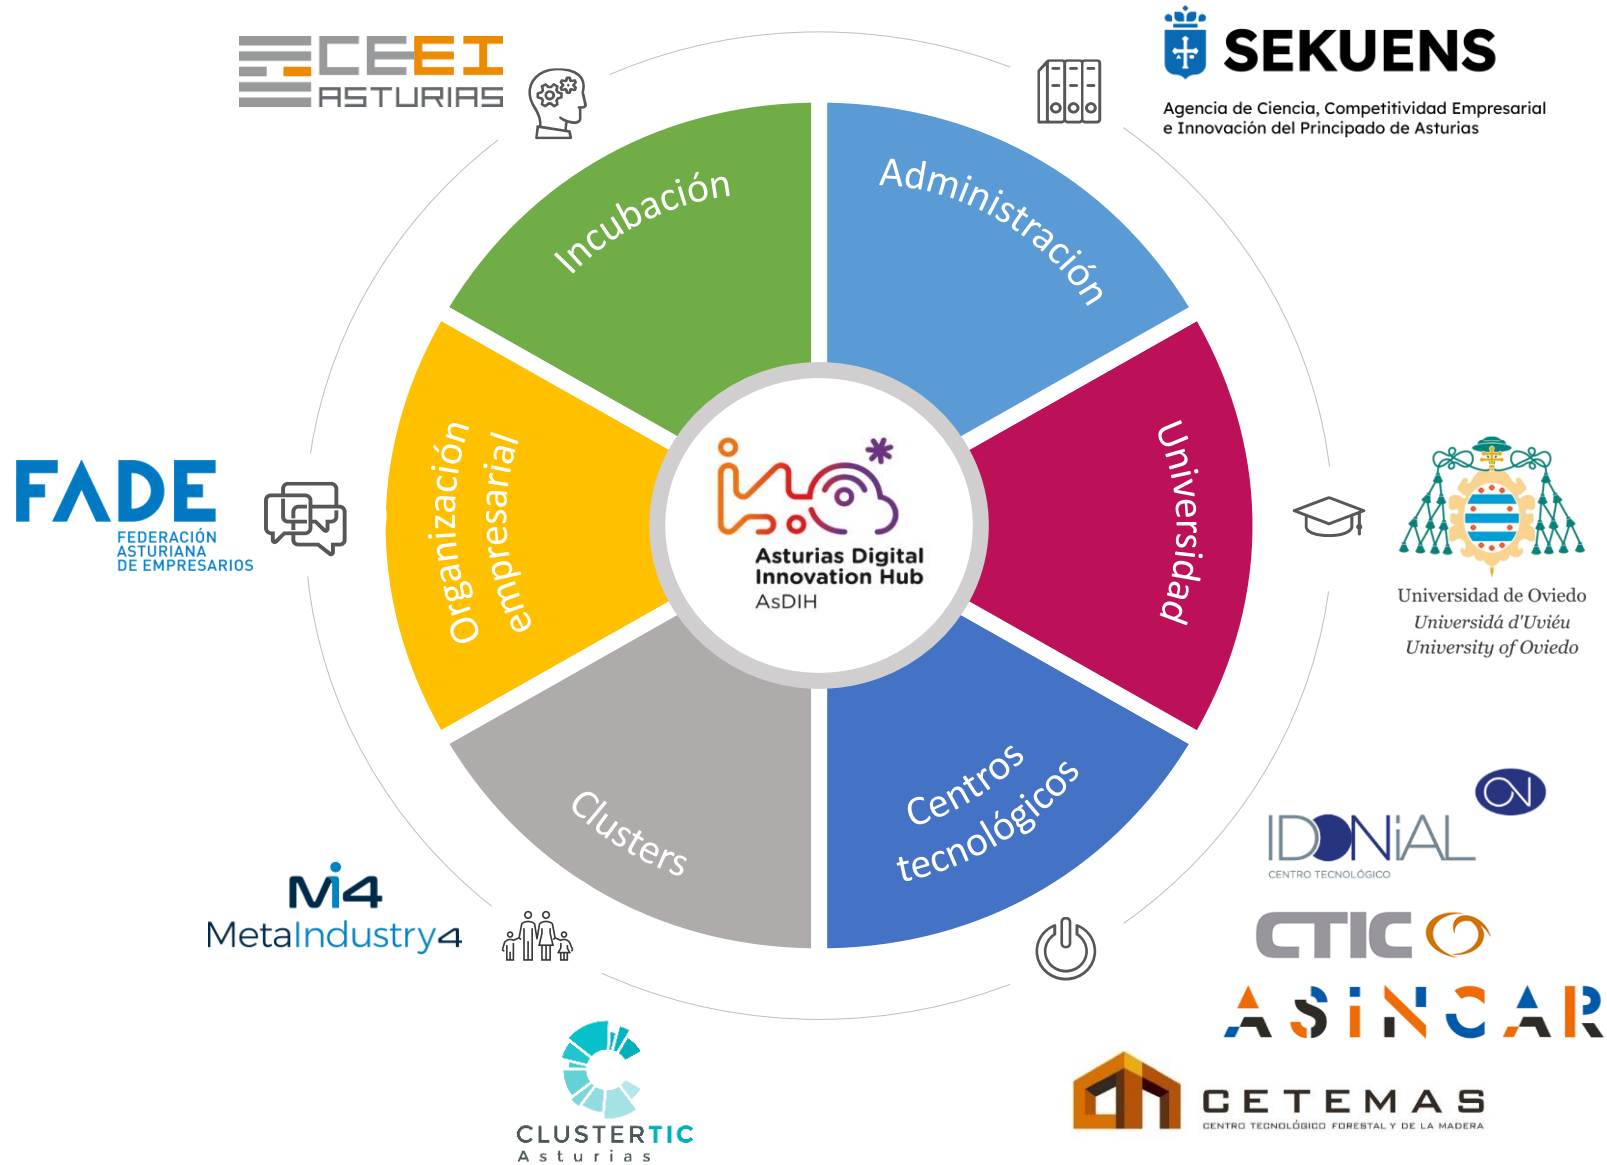 CEEI
ASTURIAS
SEKUENS
Agencia de Ciencia, Competitividad Empresarial
e Innovación del Principado de Asturias
Incubación
Administración
Organización
empresarial
Universidad
Clusters
Centros
tecnológicos
Asturias Digital
Innovation Hub
AsDIH
FADE
FEDERACIÓN
ASTURIANA
DE EMPRESARIOS
Universidad de Oviedo
Universidá d'Uviéu
University of Oviedo
IDONiAL
CENTRO TECNOLÓGICO
CTIC
ASiNCAR
CETEMAS
CENTRO TECNOLÓGICO FORESTAL Y DE LA MADERA
Mi4
MetaIndustry4
CLUSTERTIC
Asturias